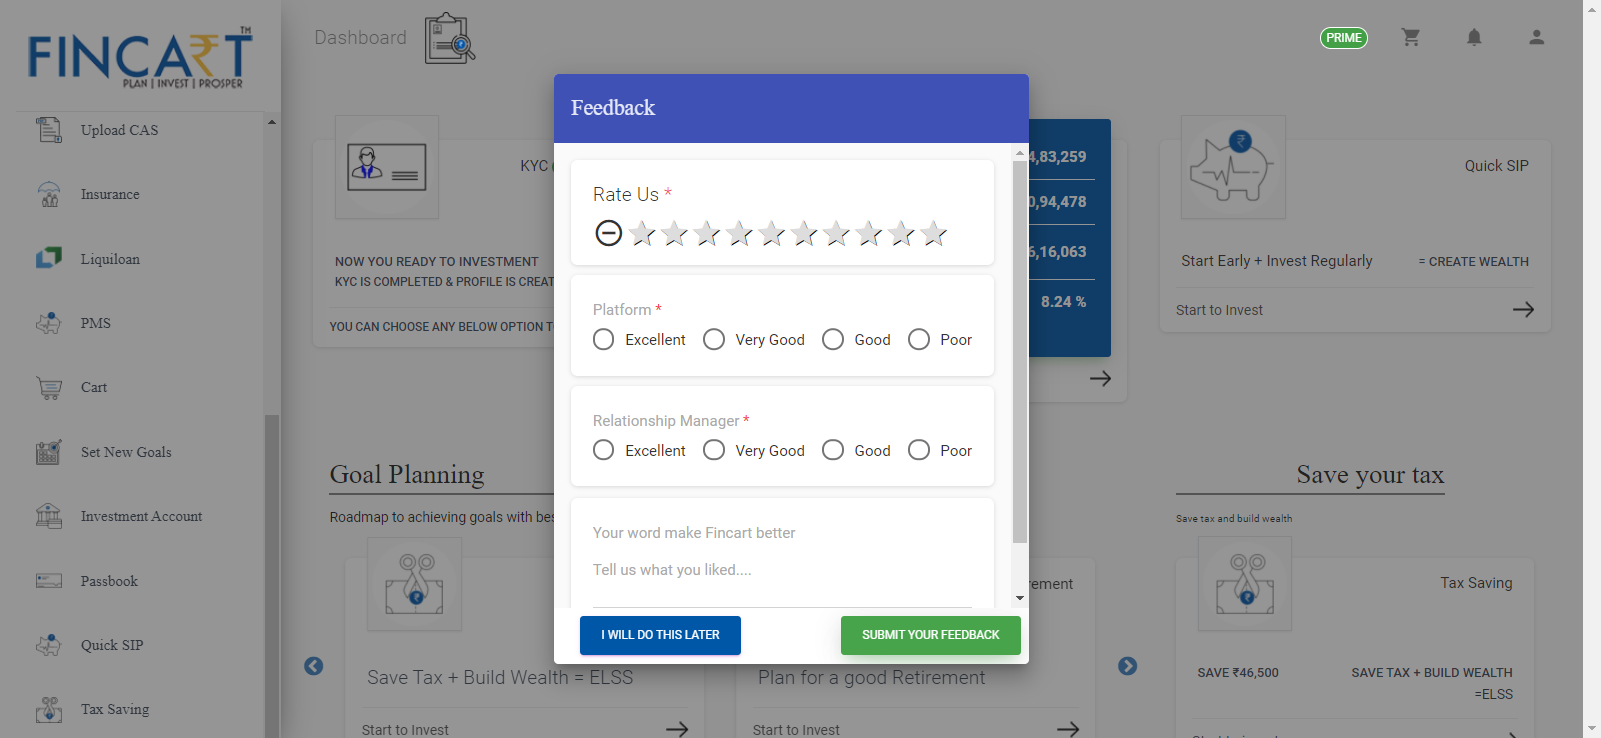 FINCART TM
PLAN | INVEST | PROSPER
Upload CAS
Insurance
Liquiloan
PMS
Cart
Set New Goals
Investment Account
Passbook
Quick SIP
Tax Saving
Dashboard
PRIME
KYC
NOW YOU READY TO INVESTMENT
KYC IS COMPLETED & PROFILE IS CREAT
YOU CAN CHOOSE ANY BELOW OPTION T
4,83,259
0,94,478
6,16,063
8.24 %
Quick SIP
Start Early + Invest Regularly
= CREATE WEALTH
Start to Invest
Feedback
Rate Us *
Platform *
Excellent Very Good Good Poor
Relationship Manager *
Excellent Very Good Good Poor
Your word make Fincart better
Tell us what you liked....
I WILL DO THIS LATER
SUBMIT YOUR FEEDBACK
Goal Planning
Roadmap to achieving goals with bes
Save Tax + Build Wealth = ELSS
Start to Invest
rement
Plan for a good Retirement
Start to Invest
Save your tax
Save tax and build wealth
Tax Saving
SAVE ₹46,500
SAVE TAX + BUILD WEALTH
=ELSS